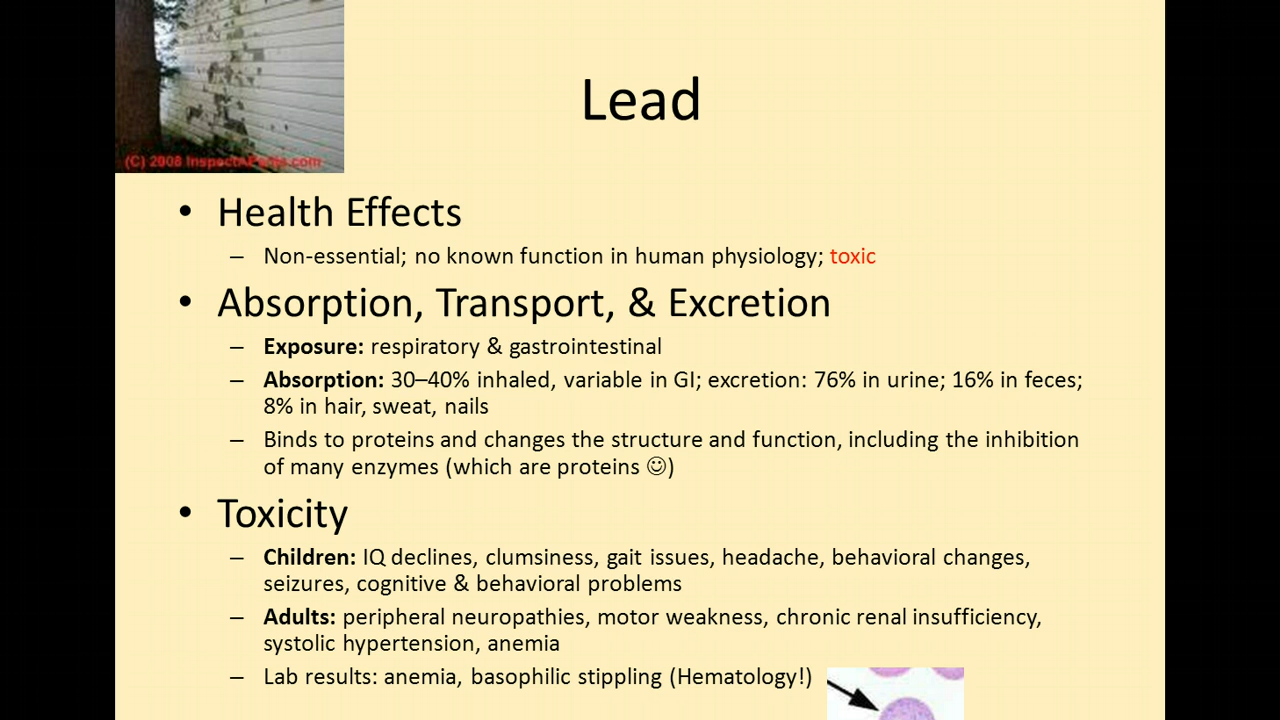 (C) 2008 InspectAPedia.com
Lead
• Health Effects
– Non-essential; no known function in human physiology; toxic
• Absorption, Transport, & Excretion
– Exposure: respiratory & gastrointestinal
– Absorption: 30–40% inhaled, variable in GI; excretion: 76% in urine; 16% in feces;
8% in hair, sweat, nails
– Binds to proteins and changes the structure and function, including the inhibition
of many enzymes (which are proteins ☺)
• Toxicity
– Children: IQ declines, clumsiness, gait issues, headache, behavioral changes,
seizures, cognitive & behavioral problems
– Adults: peripheral neuropathies, motor weakness, chronic renal insufficiency,
systolic hypertension, anemia
– Lab results: anemia, basophilic stippling (Hematology!)